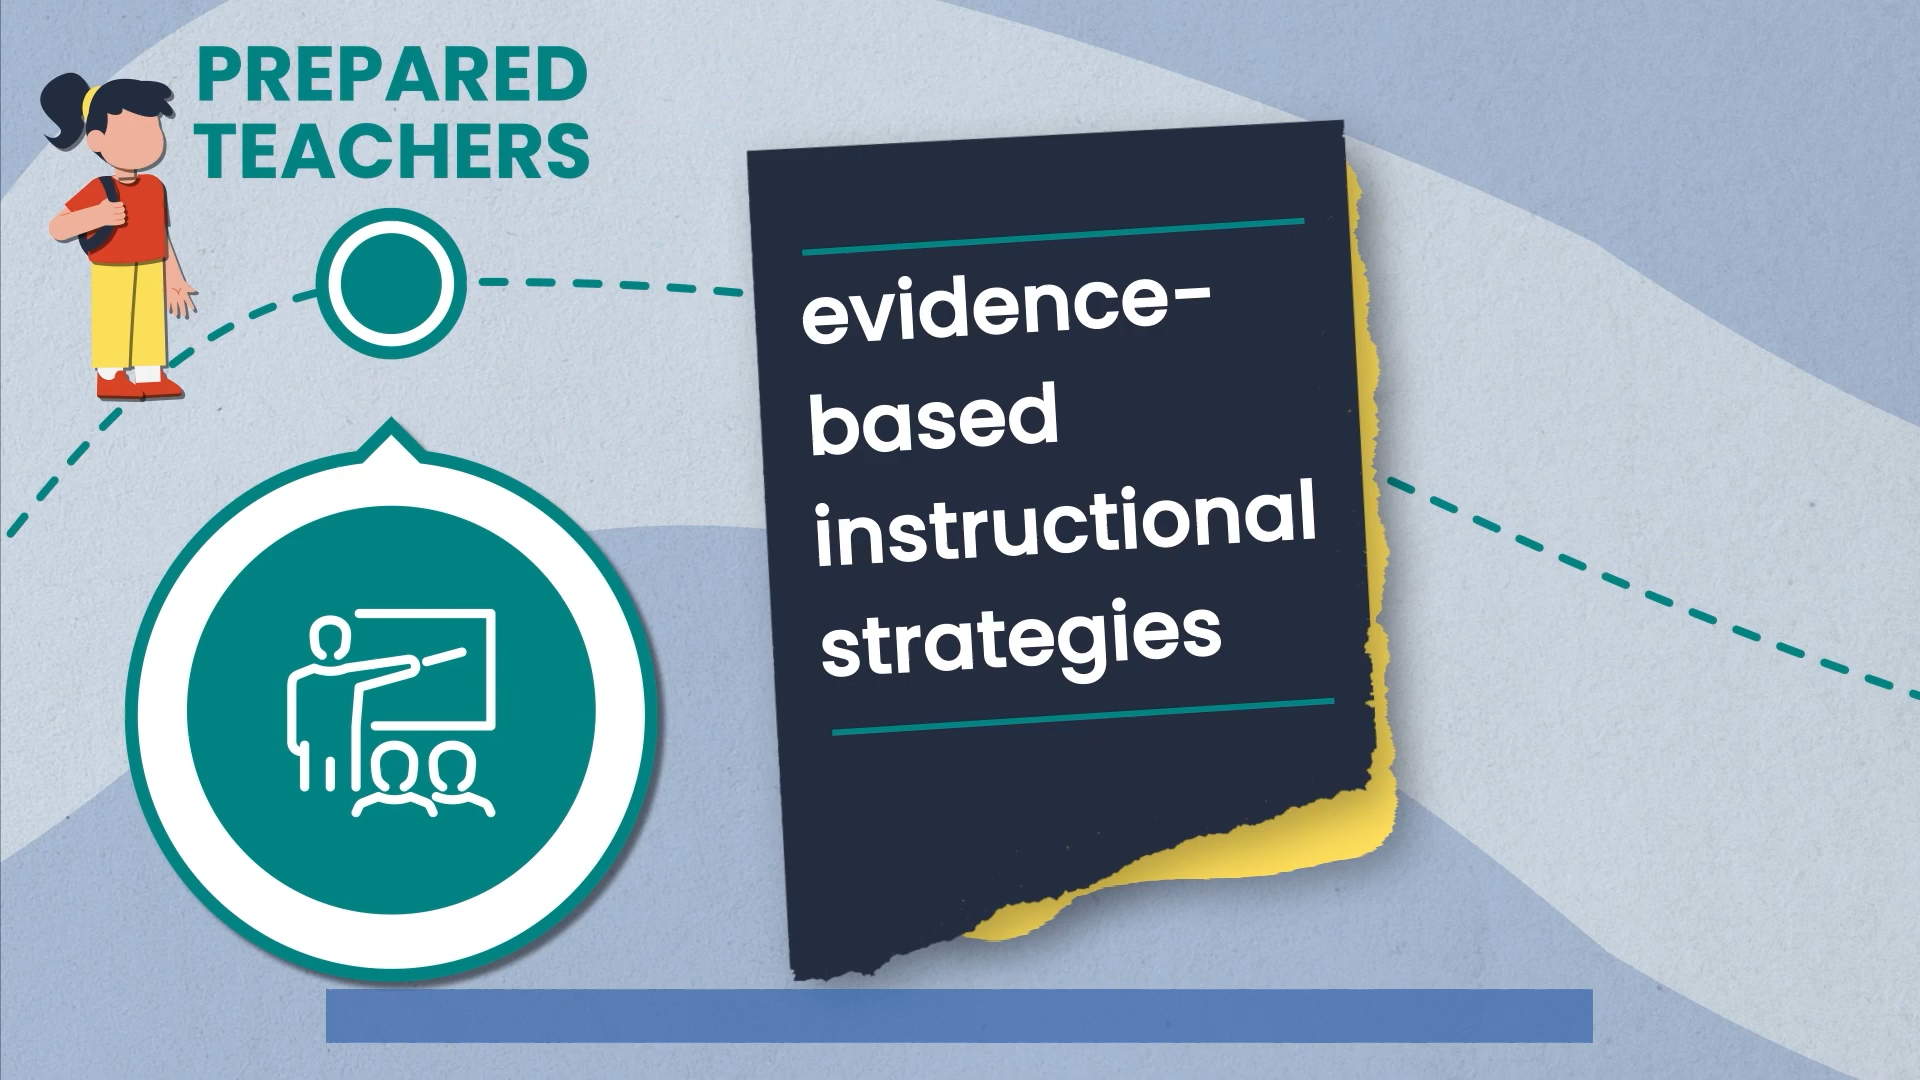 PREPARED
TEACHERS
evidence-
based
instructional
strategies